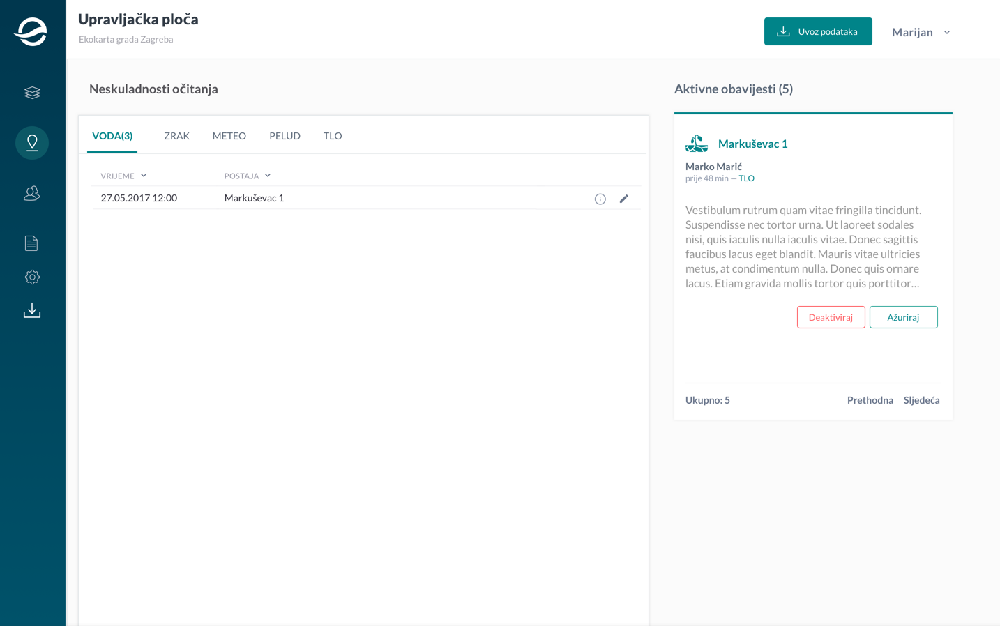 Upravljačka ploča
Ekokarta grada Zagreba
Uvoz podataka
Marijan
Neskuladnosti očitanja
VODA(3) ZRAK METEO PELUD TLO
VRIJEME POSTAJA
27.05.2017 12:00 Markuševac 1
Aktivne obavijesti (5)
Markuševac 1
Marko Marić
prije 48 min — TLO
Vestibulum rutrum quam vitae fringilla tincidunt.
Suspendisse nec tortor urna. Ut laoreet sodales
nisi, quis iaculis nulla iaculis vitae. Donec sagittis
faucibus lacus eget blandit. Mauris vitae ultricies
metus, at condimentum nulla. Donec quis ornare
lacus. Etiam gravida mollis tortor quis porttitor...
Deaktiviraj Ažuriraj
Ukupno: 5 Prethodna Sljedeća